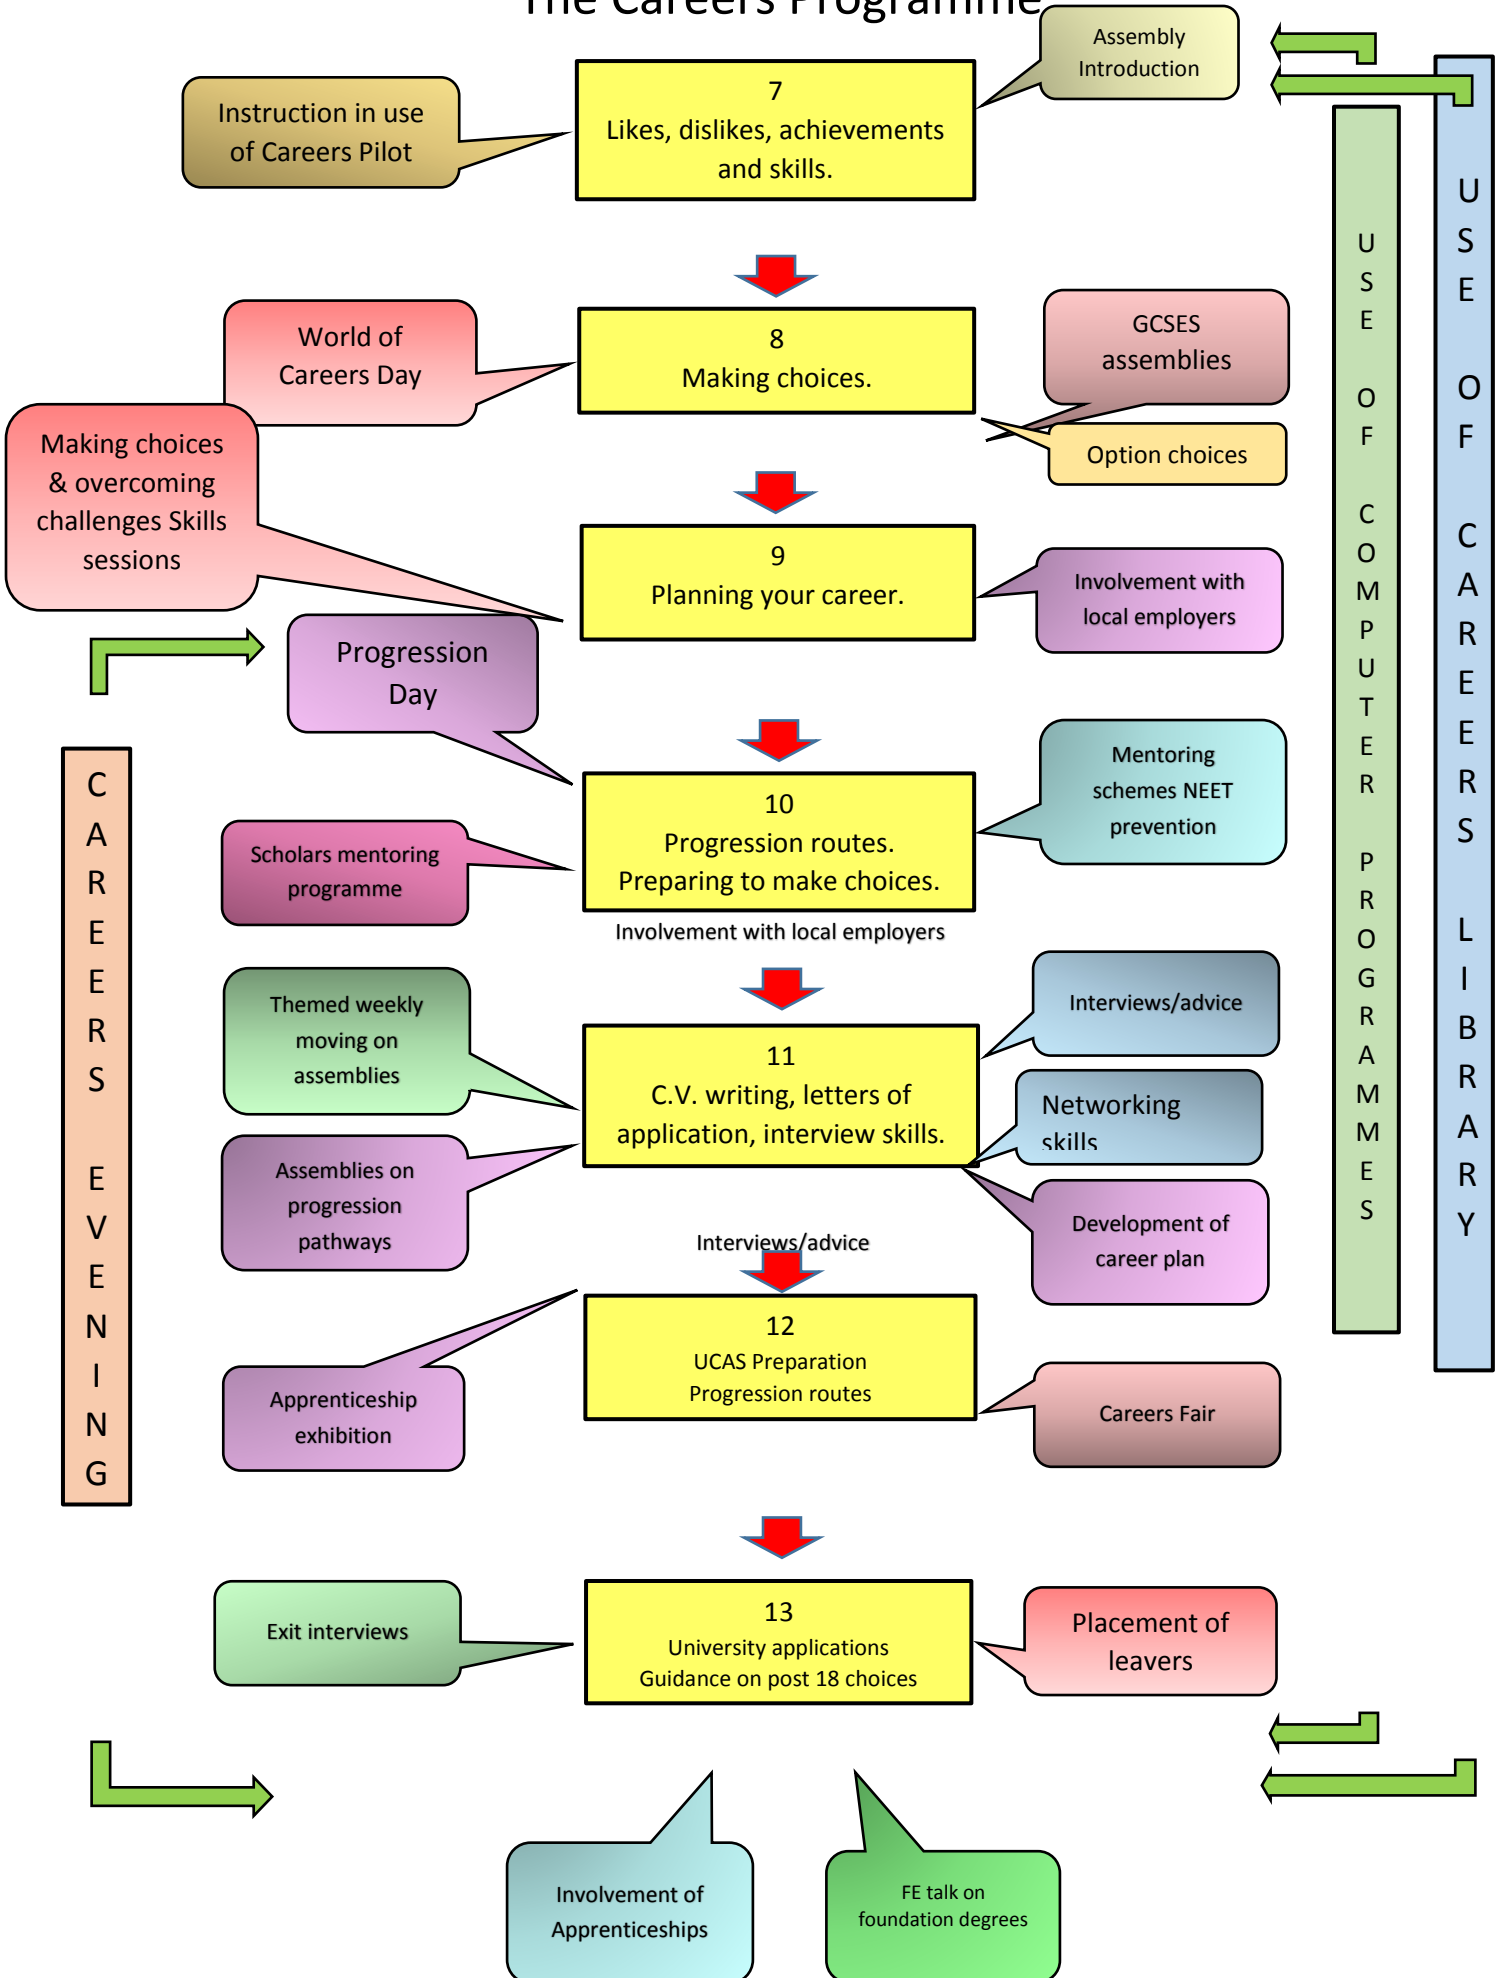 The Careers Programme
Assembly
Introduction
7
Likes, dislikes, achievements
and skills.
Instruction in use
of Careers Pilot
World of
Careers Day
8
Making choices.
GCSES
assemblies
Option choices
Making choices
& overcoming
challenges Skills
sessions
9
Planning your career.
Involvement with
local employers
Progression
Day
10
Progression routes.
Preparing to make choices.
Mentoring
schemes NEET
prevention
Scholars mentoring
programme
Involvement with local employers
Themed weekly
moving on
assemblies
11
C.V. writing, letters of
application, interview skills.
Interviews/advice
Networking
skills
Assemblies on
progression
pathways
Development of
career plan
Interviews/advice
12
UCAS Preparation
Progression routes
Apprenticeship
exhibition
Careers Fair
13
University applications
Guidance on post 18 choices
Exit interviews
Placement of
leavers
Involvement of
Apprenticeships
FE talk on
foundation degrees
CAREERS EVENING
USE OF COMPUTER PROGRAMMES
USE OF CAREERS LIBRARY